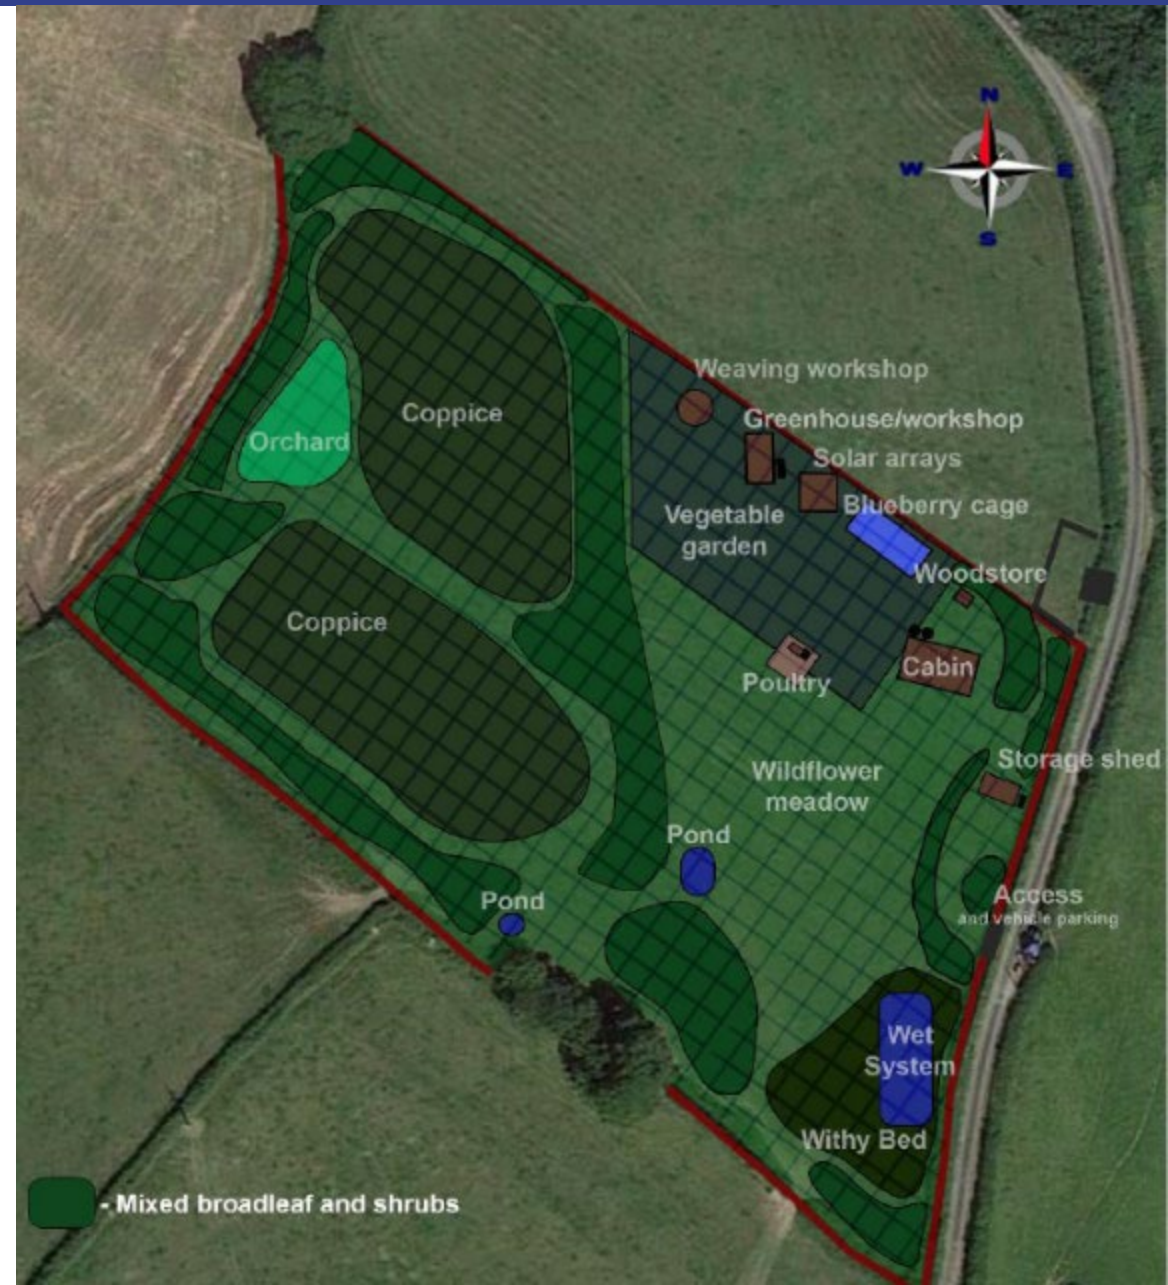 N
W E
S
Weaving workshop
Greenhouse/workshop
Solar arrays
Blueberry cage
Coppice
Orchard
Vegetable
garden
Woodstore
Coppice
Cabin
Poultry
Storage shed
Wildflower
meadow
Pond
Access
and vehicle parking
Pond
Wet
System
Withy Bed
- Mixed broadleaf and shrubs